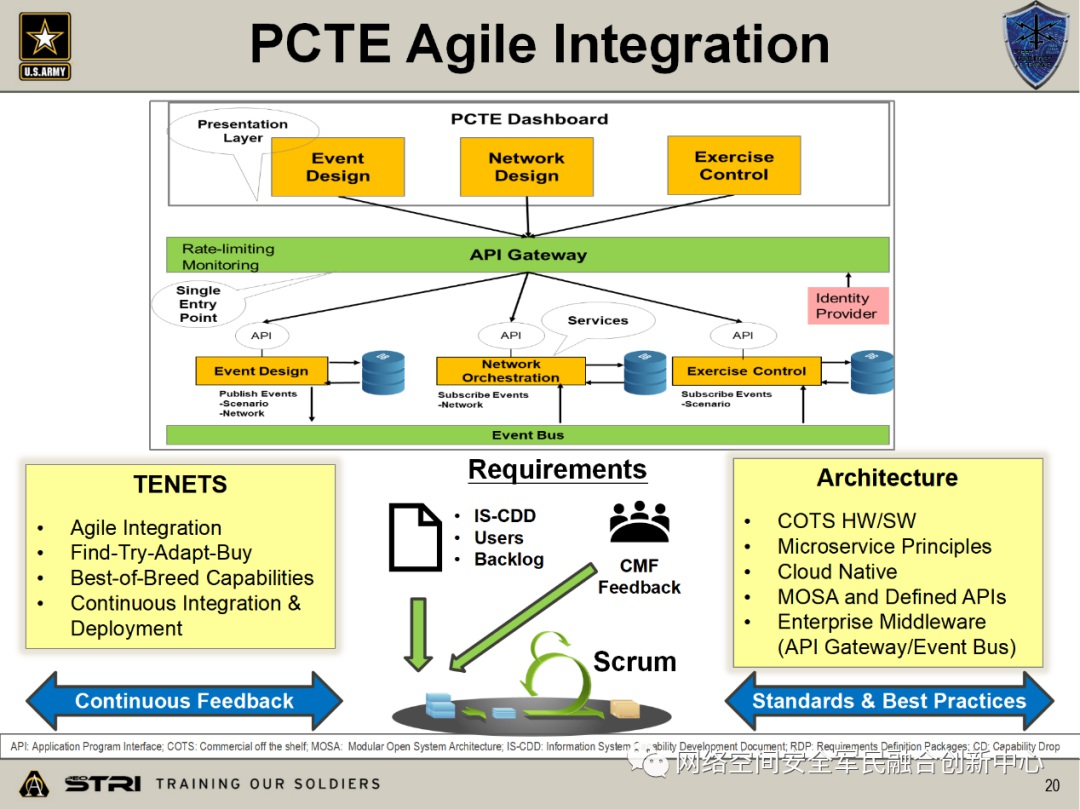 U.S.ARMY
PCTE Agile Integration
PCTE Dashboard
Presentation
Layer
Event
Design
Network
Design
Exercise
Control
Rate-limiting
Monitoring
API Gateway
Single
Entry
Point
Identity
Provider
API
API
Services
API
Event Design
DB
Network
Orchestration
DB
Exercise Control
DB
Publish Events
-Scenario
-Network
Subscribe Events
-Network
Subscribe Events
-Scenario
Event Bus
TENETS
• Agile Integration
• Find-Try-Adapt-Buy
• Best-of-Breed Capabilities
• Continuous Integration &
Deployment
Continuous Feedback
Requirements
• IS-CDD
• Users
• Backlog
CMF
Feedback
Scrum
Architecture
• COTS HW/SW
• Microservice Principles
• Cloud Native
• MOSA and Defined APIs
• Enterprise Middleware
(API Gateway/Event Bus)
Standards & Best Practices
API: Application Program Interface; COTS: Commercial off the shelf; MOSA: Modular Open System Architecture; IS-CDD: Information System Capability Development Document; RDP: Requirements Definition Packages; CD: Capability Drop
网络空间安全军民融合创新中心
PEO STRI TRAINING OUR SOLDIERS
20